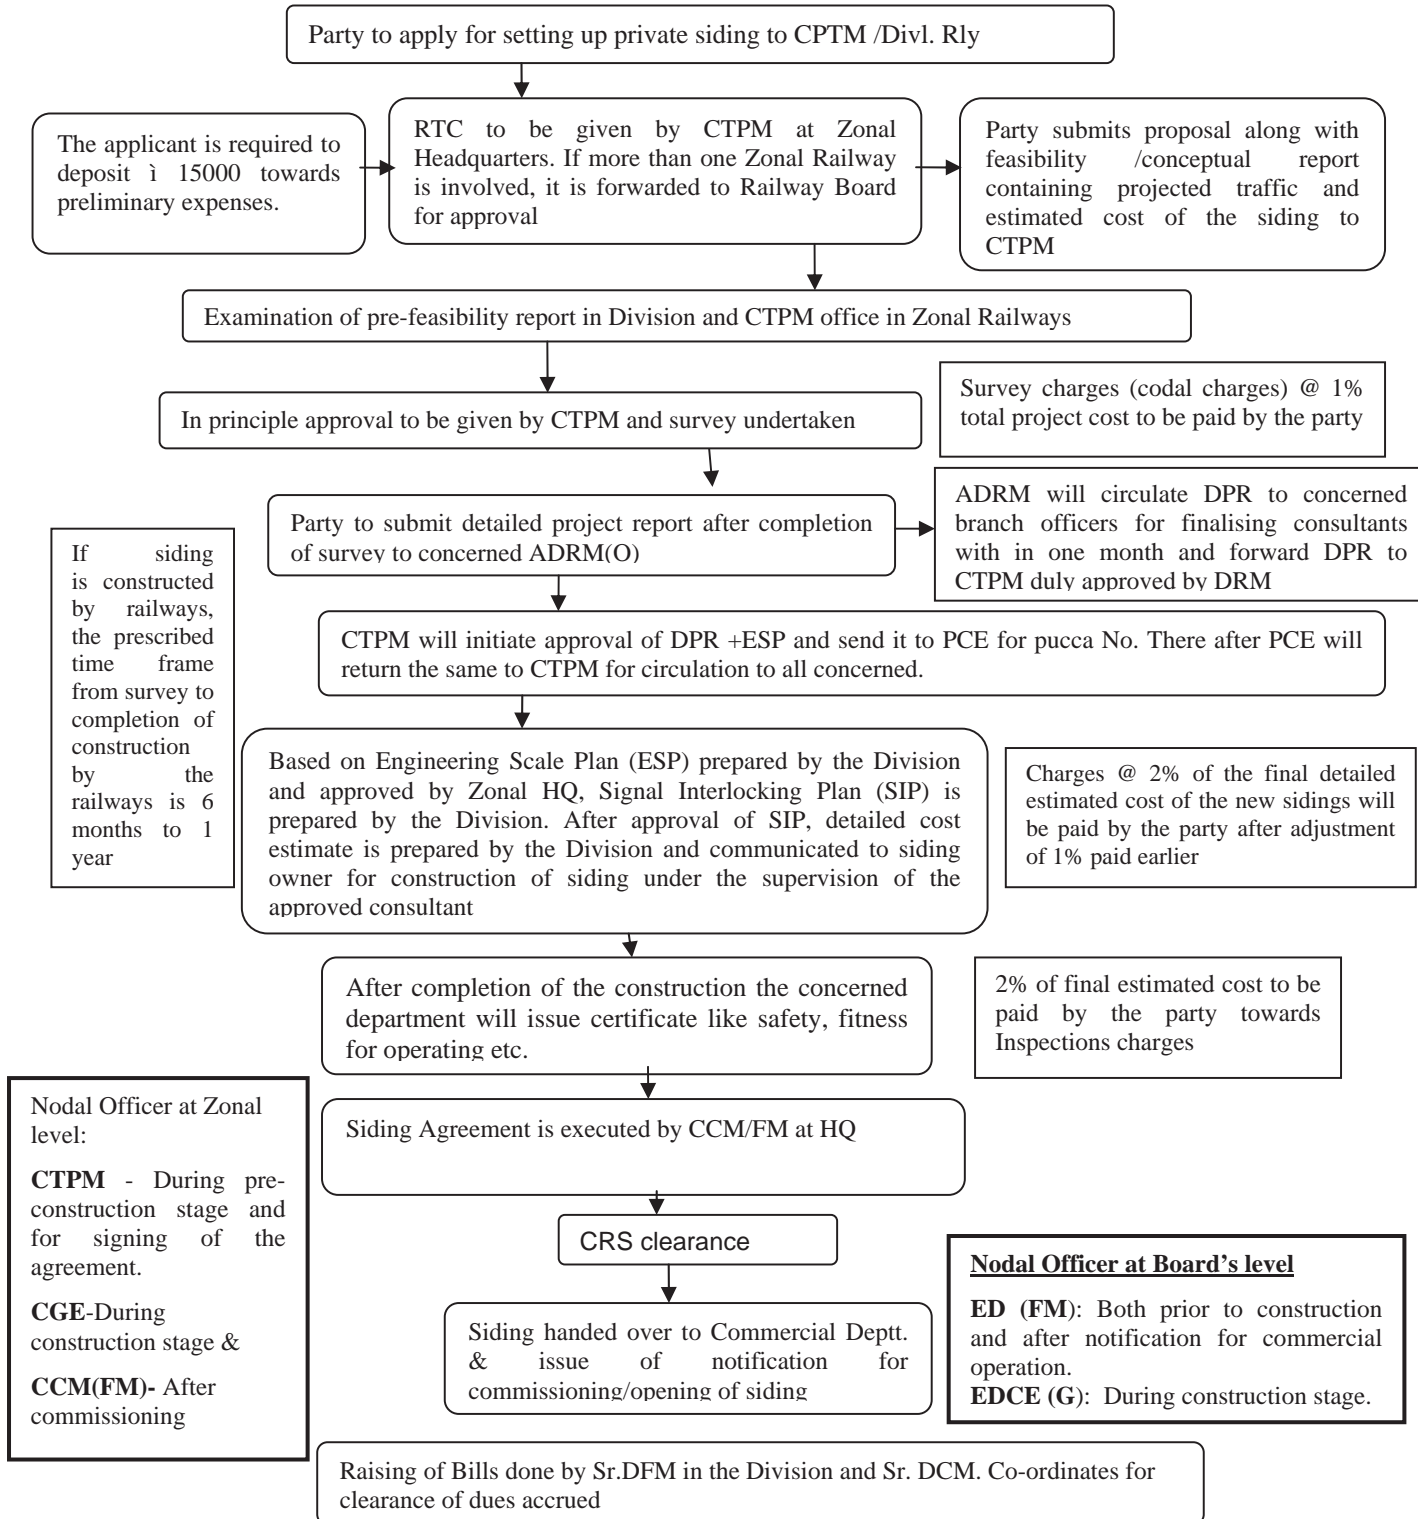 Party to apply for setting up private siding to CPTM /Divl. Rly
The applicant is required to
deposit ì 15000 towards
preliminary expenses.
RTC to be given by CTPM at Zonal
Headquarters. If more than one Zonal Railway
is involved, it is forwarded to Railway Board
for approval
Party submits proposal along with
feasibility /conceptual report
containing projected traffic and
estimated cost of the siding to
CTPM
Examination of pre-feasibility report in Division and CTPM office in Zonal Railways
In principle approval to be given by CTPM and survey undertaken
Survey charges (codal charges) @ 1%
total project cost to be paid by the party
Party to submit detailed project report after completion
of survey to concerned ADRM(O)
ADRM will circulate DPR to concerned
branch officers for finalising consultants
with in one month and forward DPR to
CTPM duly approved by DRM
If siding
is constructed
by railways,
the prescribed
time frame
from survey to
completion of
construction
by the
railways is 6
months to 1
year
CTPM will initiate approval of DPR +ESP and send it to PCE for pucca No. There after PCE will
return the same to CTPM for circulation to all concerned.
Based on Engineering Scale Plan (ESP) prepared by the Division
and approved by Zonal HQ, Signal Interlocking Plan (SIP) is
prepared by the Division. After approval of SIP, detailed cost
estimate is prepared by the Division and communicated to siding
owner for construction of siding under the supervision of the
approved consultant
Charges @ 2% of the final detailed
estimated cost of the new sidings will
be paid by the party after adjustment
of 1% paid earlier
After completion of the construction the concerned
department will issue certificate like safety, fitness
for operating etc.
2% of final estimated cost to be
paid by the party towards
Inspections charges
Nodal Officer at Zonal
level:
CTPM - During pre-
construction stage and
for signing of the
agreement.
CGE-During
construction stage &
CCM(FM)- After
commissioning
Siding Agreement is executed by CCM/FM at HQ
CRS clearance
Siding handed over to Commercial Deptt.
& issue of notification for
commissioning/opening of siding
Nodal Officer at Board’s level
ED (FM): Both prior to construction
and after notification for commercial
operation.
EDCE (G): During construction stage.
Raising of Bills done by Sr.DFM in the Division and Sr. DCM. Co-ordinates for
clearance of dues accrued